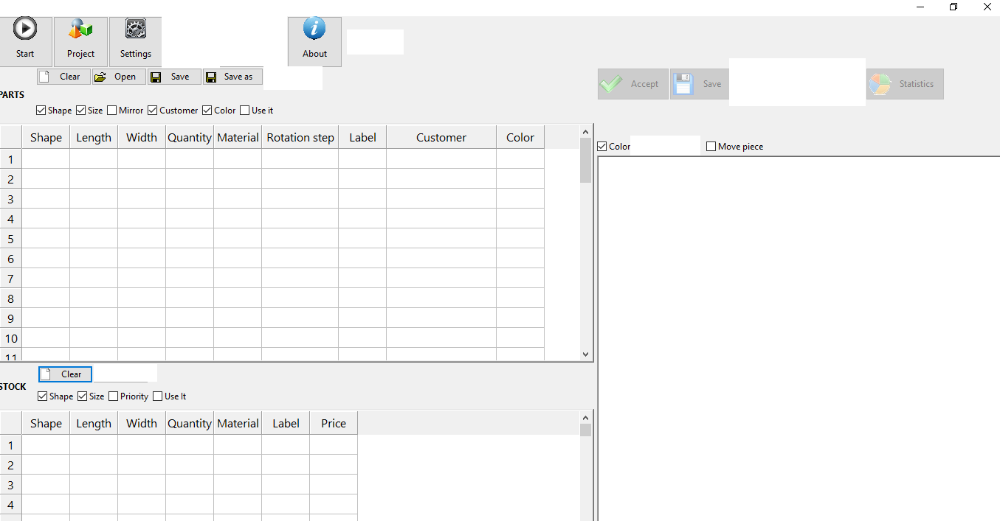 Start Project Settings About
Clear Open Save Save as
Accept Save Statistics
PARTS
Shape Size Mirror Customer Color Use it
Shape Length Width Quantity Material Rotation step Label Customer Color
Color Move piece
1
2
3
4
5
6
7
8
9
10
11
Clear
STOCK
Shape Size Priority Use It
Shape Length Width Quantity Material Label Price
1
2
3
4